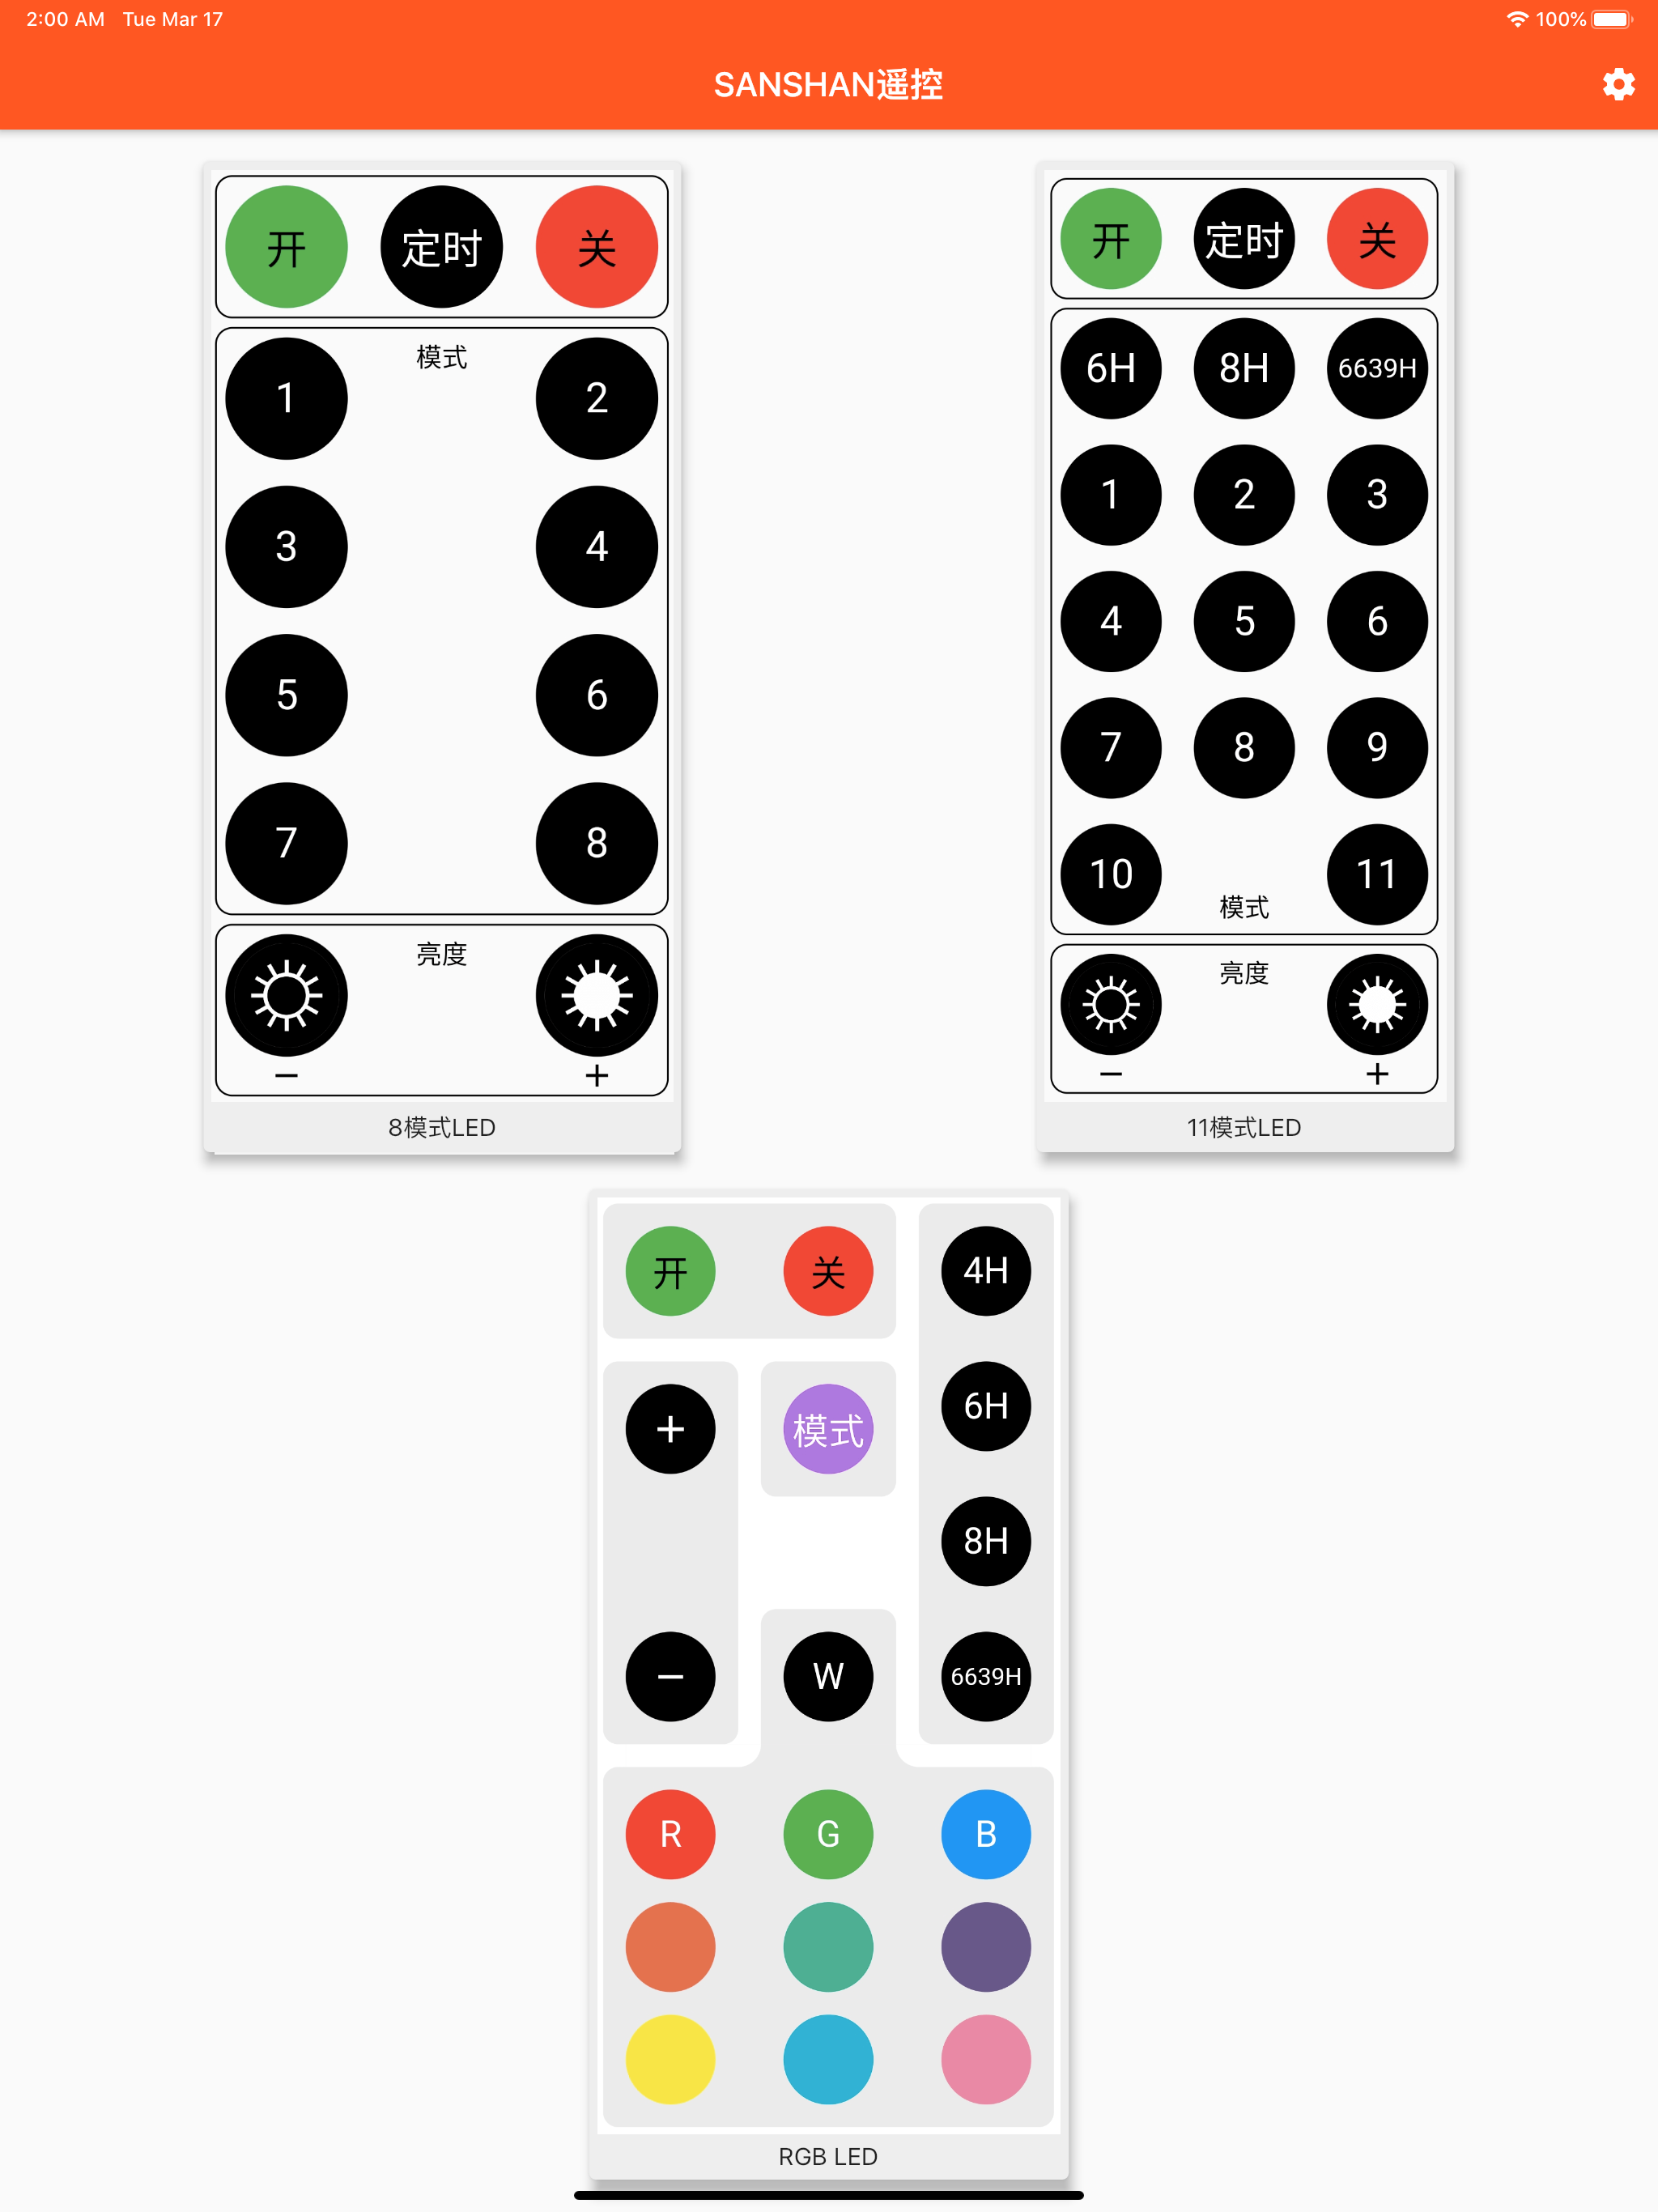 2:00 AM Tue Mar 17
100%
SANSHAN遥控
开 定时 关
模式
1 2
3 4
5 6
7 8
亮度
− +
8模式LED
开 定时 关
6H 8H 6639H
1 2 3
4 5 6
7 8 9
10 11
模式
亮度
− +
11模式LED
开 关 4H
+ 模式 6H
8H
− W 6639H
R G B
RGB LED